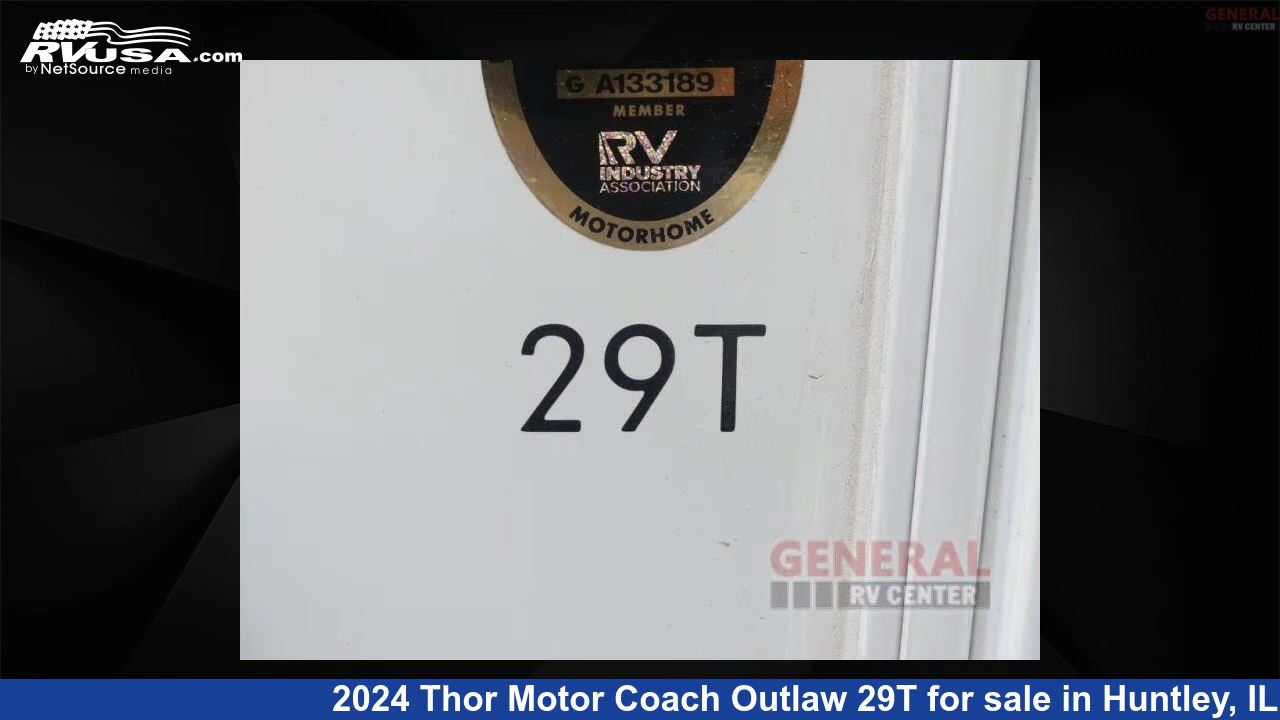 RVUSA.com
by NetSource media
GENERAL
RV CENTER
G A133189
MEMBER
RV
INDUSTRY
ASSOCIATION
MOTORHOME
29T
GENERAL
RV CENTER
2024 Thor Motor Coach Outlaw 29T for sale in Huntley, IL